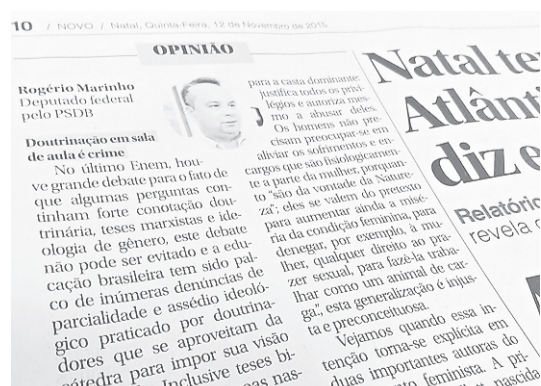 10 / NOVO / Natal, Quinta-Feira, 12 de Novembro de 2015
OPINIÃO
Rogério Marinho
Deputado federal
pelo PSDB
Doutrinação em sala
de aula é crime
No último Enem, hou-
ve grande debate para o fato de
que algumas perguntas con-
tinham forte conotação dou-
trinária, teses marxistas e ide-
ologia de gênero, este debate
não pode ser evitado e a edu-
cação brasileira tem sido pal-
co de inúmeras denúncias de
parcialidade e assédio ideoló-
gico praticado por doutrina-
dores que se aproveitam da
cátedra para impor sua visão
Inclusive teses bi-
nas-
para a casta dominante:
justifica todos os privi-
légios e autoriza mes-
mo a abusar deles.
Os homens não pre-
cisam preocupar-se em
aliviar os sofrimentos e en-
cargos que são fisiologicamen-
te a parte da mulher, porquan-
to "são da vontade da Nature-
za"; eles se valem do pretexto
para aumentar ainda a misé-
ria da condição feminina, para
denegar, por exemplo, à mu-
lher, qualquer direito ao pra-
zer sexual, para fazê-la traba-
lhar como um animal de car-
ga", esta generalização é injus-
ta e preconceituosa.
Vejamos quando essa in-
tenção torna-se explícita em
duas importantes autoras do
feminista. A pri-
nascida
Natal te
Atlânti
diz e
Relatório
revela